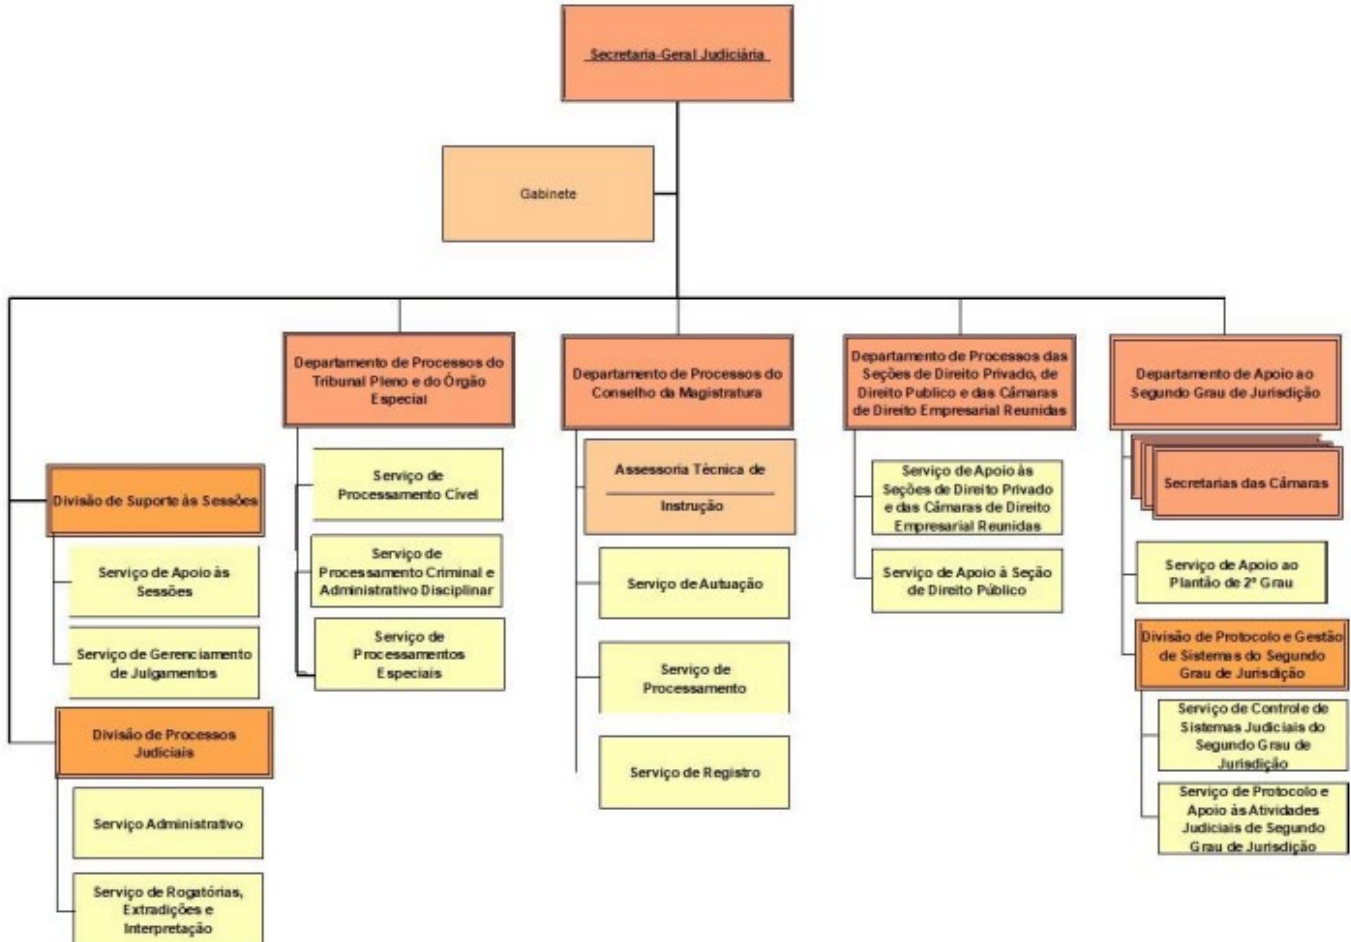 Secretaria-Geral Judiciária
Gabinete
Divisão de Suporte às Sessões
Serviço de Apoio às
Sessões
Serviço de Gerenciamento
de Julgamentos
Divisão de Processos
Judiciais
Serviço Administrativo
Serviço de Rogatórias,
Extradições e
Interpretação
Departamento de Processos do
Tribunal Pleno e do Órgão
Especial
Serviço de
Processamento Cível
Serviço de
Processamento Criminal e
Administrativo Disciplinar
Serviço de
Processamentos
Especiais
Departamento de Processos do
Conselho da Magistratura
Assessoria Técnica de
Instrução
Serviço de Autuação
Serviço de
Processamento
Serviço de Registro
Departamento de Processos das
Seções de Direito Privado, de
Direito Publico e das Câmaras
de Direito Empresarial Reunidas
Serviço de Apoio às
Seções de Direito Privado
e das Câmaras de Direito
Empresarial Reunidas
Serviço de Apoio à Seção
de Direito Público
Departamento de Apoio ao
Segundo Grau de Jurisdição
Secretarias das Câmaras
Serviço de Apoio ao
Plantão de 2º Grau
Divisão de Protocolo e Gestão
de Sistemas do Segundo
Grau de Jurisdição
Serviço de Controle de
Sistemas Judiciais do
Segundo Grau de
Jurisdição
Serviço de Protocolo e
Apoio às Atividades
Judiciais de Segundo
Grau de Jurisdição